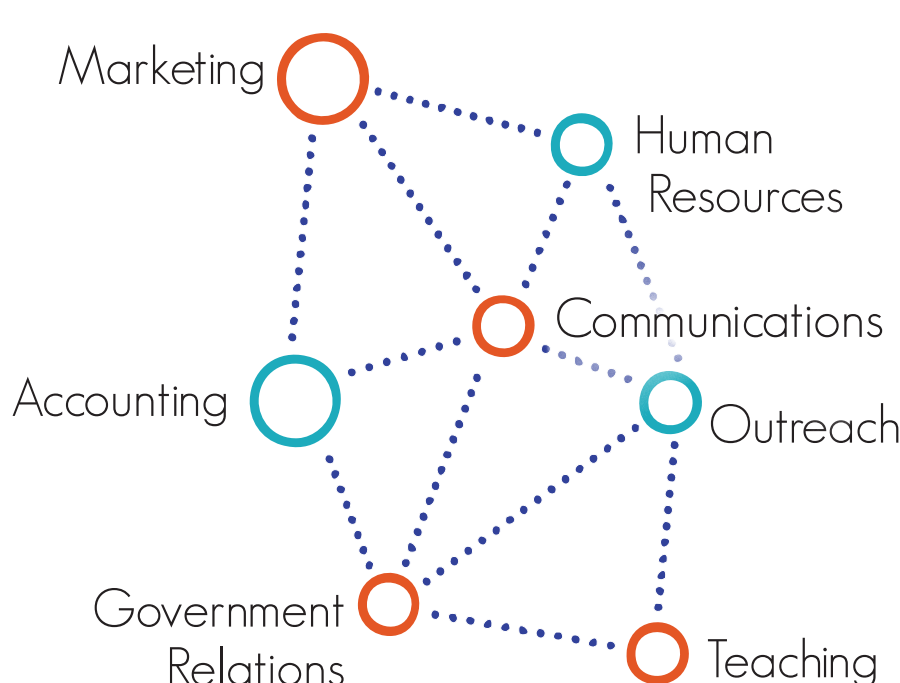 Marketing
Human
Resources
Communications
Accounting
Outreach
Government
Relations
Teaching